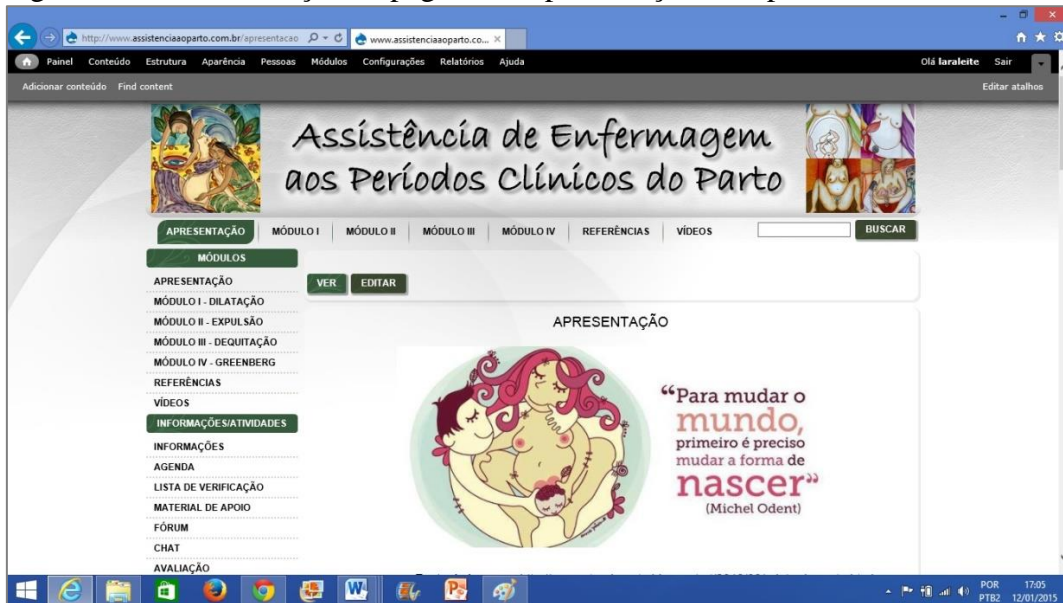 http://www.assistenciaaoparto.com.br/apresentacao
www.assistenciaaoparto.co...
Painel Conteúdo Estrutura Aparência Pessoas Módulos Configurações Relatórios Ajuda
Olá laraleite Sair
Adicionar conteúdo Find content
Editar atalhos
Assistência de Enfermagem
aos Períodos Clínicos do Parto
APRESENTAÇÃO MÓDULO I MÓDULO II MÓDULO III MÓDULO IV REFERÊNCIAS VÍDEOS BUSCAR
MÓDULOS
APRESENTAÇÃO
MÓDULO I - DILATAÇÃO
MÓDULO II - EXPULSÃO
MÓDULO III - DEQUITAÇÃO
MÓDULO IV - GREENBERG
REFERÊNCIAS
VÍDEOS
INFORMAÇÕES/ATIVIDADES
INFORMAÇÕES
AGENDA
LISTA DE VERIFICAÇÃO
MATERIAL DE APOIO
FÓRUM
CHAT
AVALIAÇÃO
VER EDITAR
APRESENTAÇÃO
“Para mudar o
mundo,
primeiro é preciso
mudar a forma de
nascer”
(Michel Odent)
POR 17:05
PTB2 12/01/2015